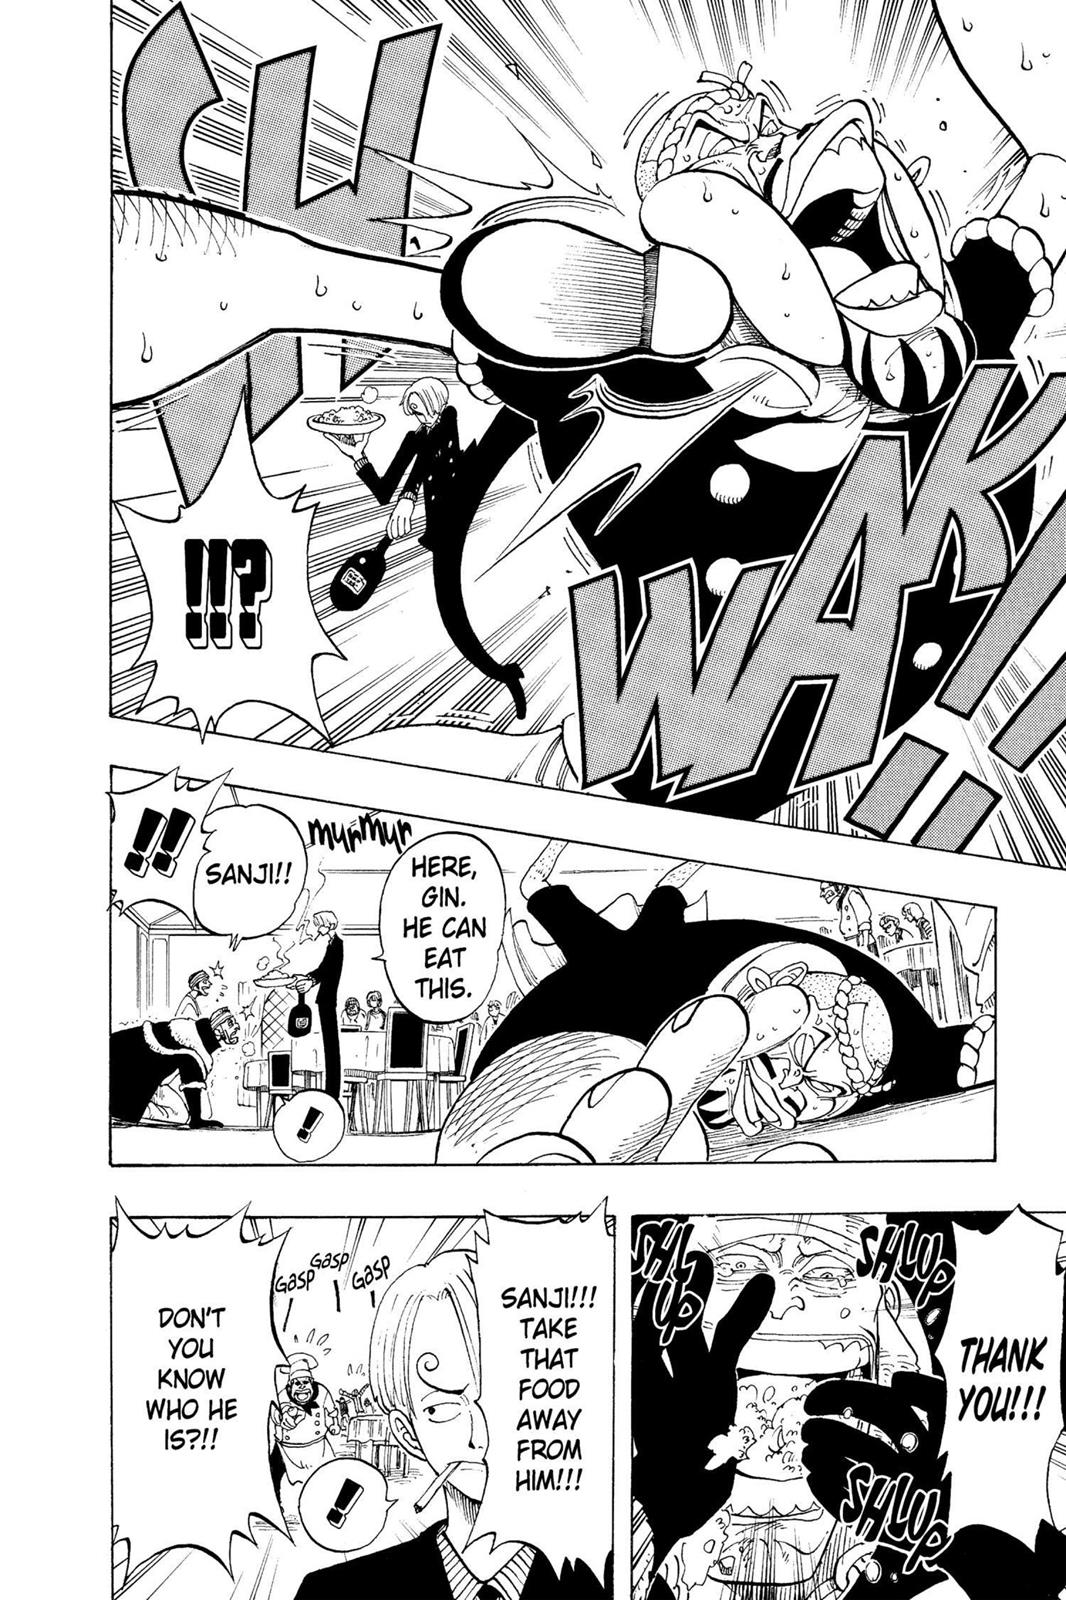 WAK!!
!!?
HERE,
GIN.
HE CAN
EAT
THIS.
murmur
SANJI!!
!!
!
THANK
YOU!!!
SHLUP
SHLUP
SHLUP
SANJI!!!
TAKE
THAT
FOOD
AWAY
FROM
HIM!!!
GASP
GASP
GASP
!!
DON'T
YOU
KNOW
WHO HE
IS?!!